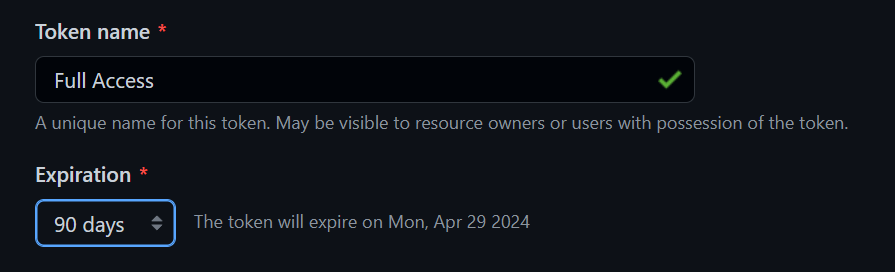 Token name *
Full Access
A unique name for this token. May be visible to resource owners or users with possession of the token.
Expiration *
90 days The token will expire on Mon, Apr 29 2024